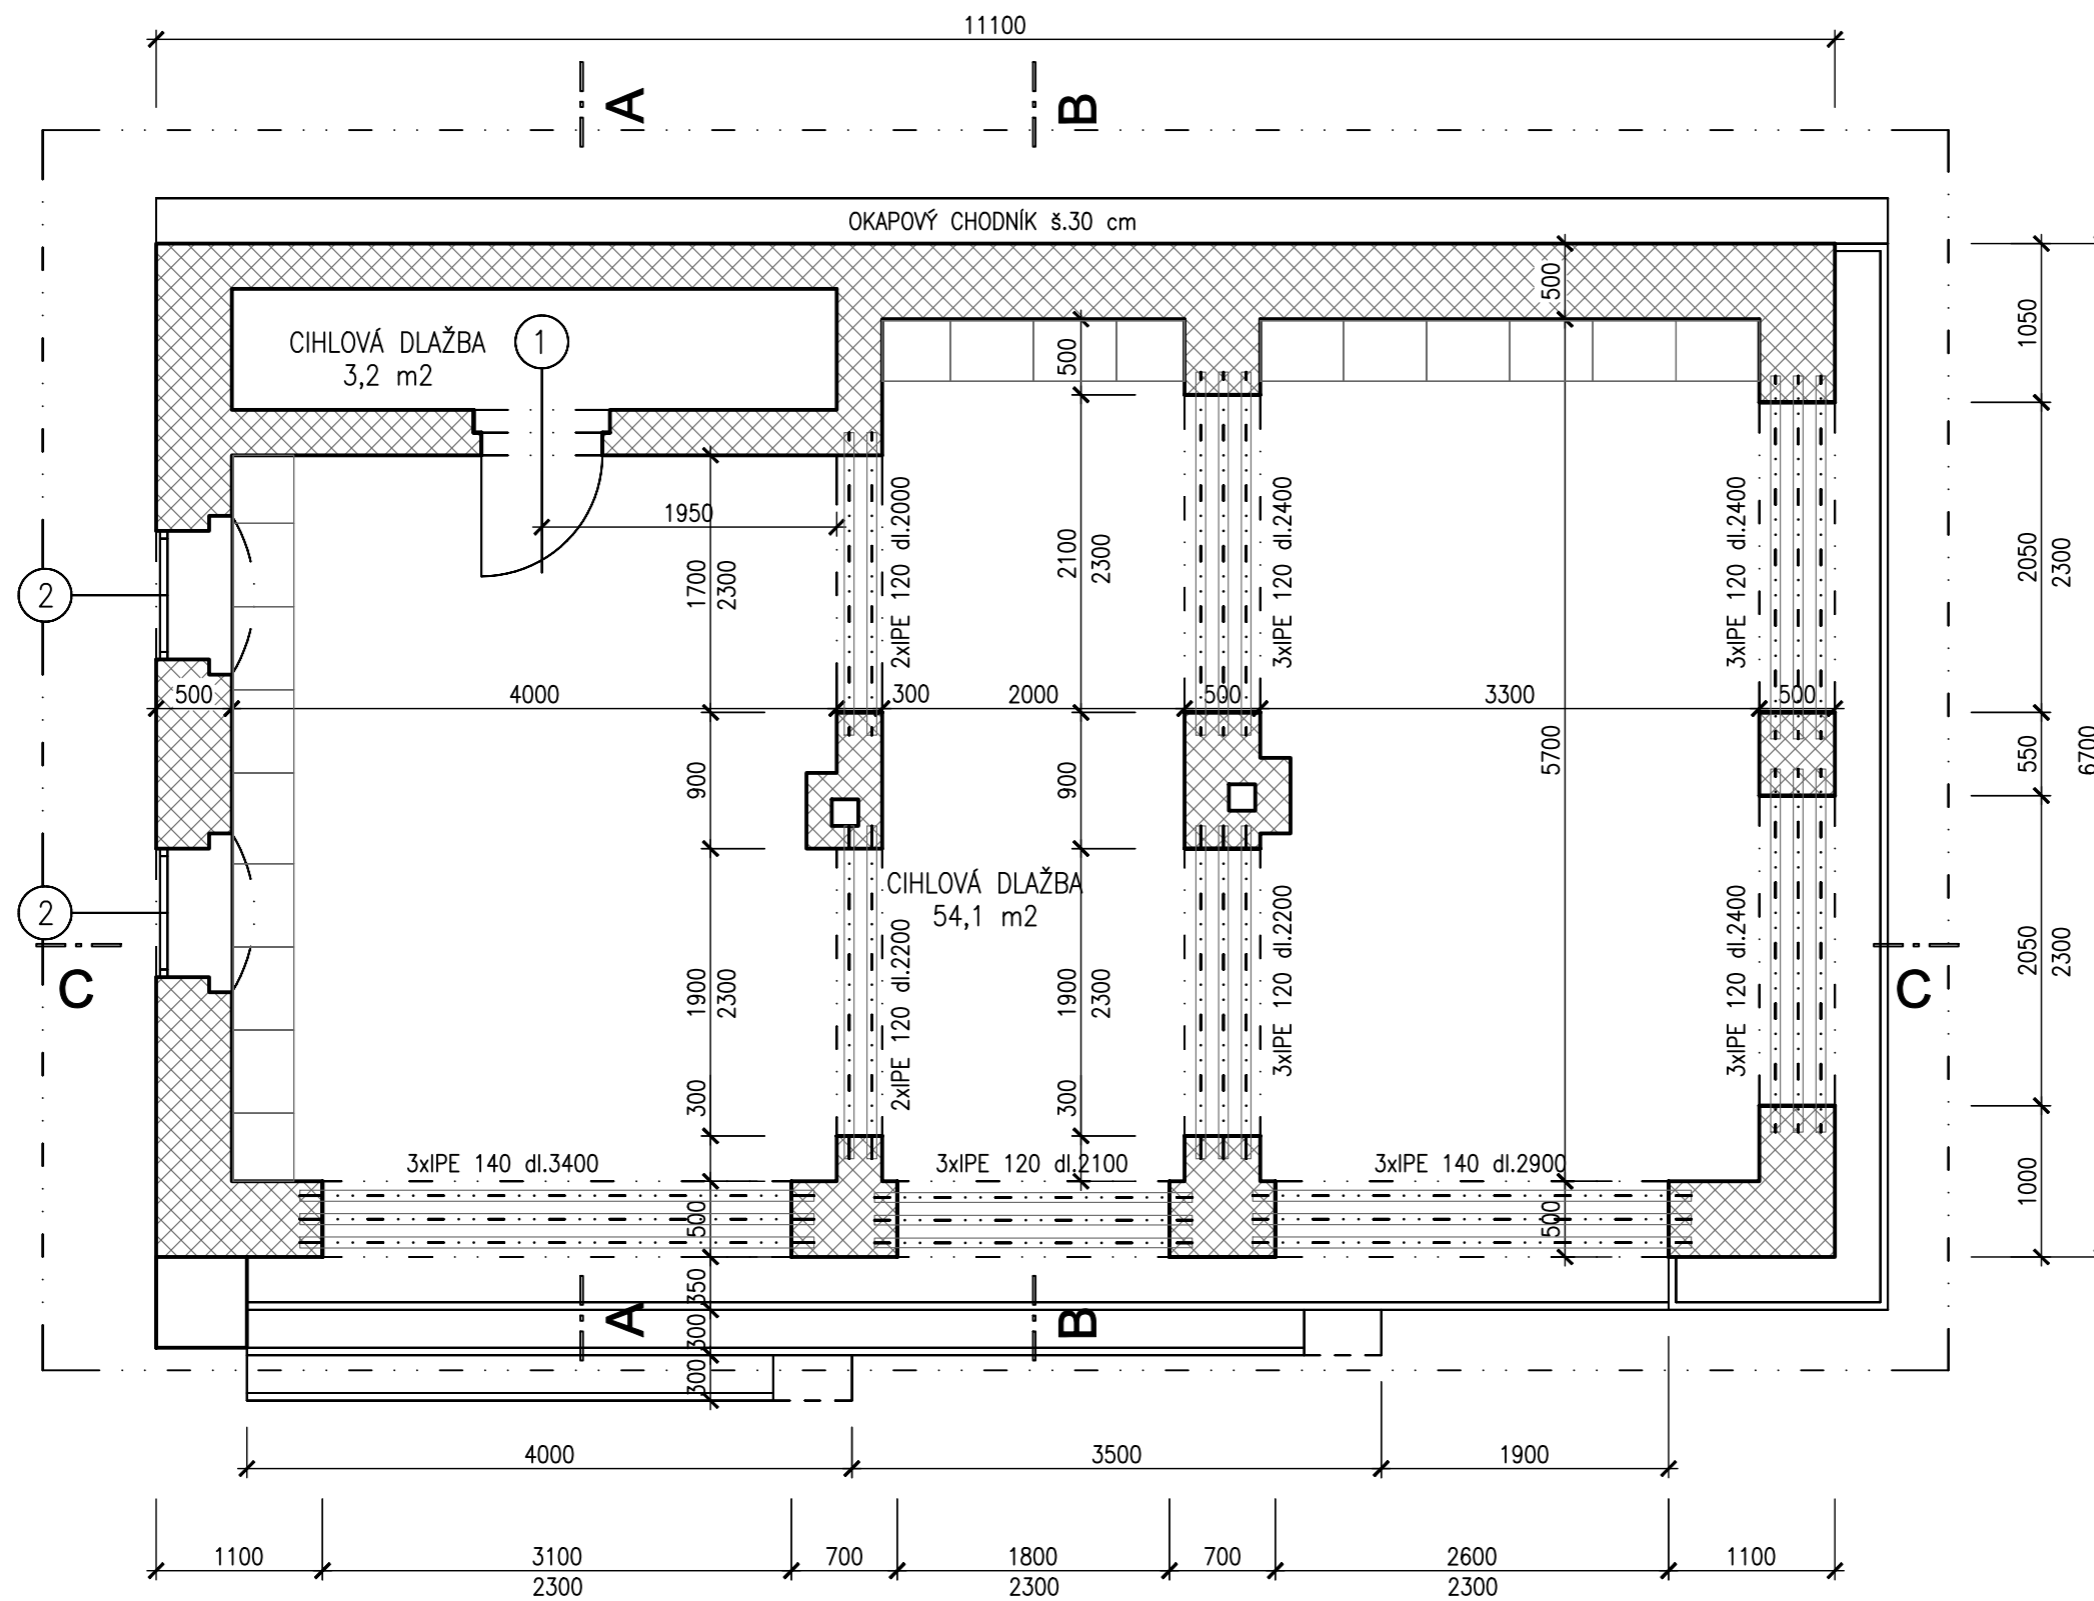 11100
A
B
OKAPOVÝ CHODNÍK š.30 cm
CIHLOVÁ DLAŽBA
3,2 m2
1
500
500
1050
1950
1700
2300
2xIPE 120 dl.2000
2100
2300
3xIPE 120 dl.2400
3xIPE 120 dl.2400
2050
2300
2
500
4000
300
2000
500
3300
500
900
900
5700
550
6700
CIHLOVÁ DLAŽBA
54,1 m2
2
C
1900
2300
2xIPE 120 dl.2200
1900
2300
3xIPE 120 dl.2200
3xIPE 120 dl.2400
2050
2300
C
300
300
3xIPE 140 dl.3400
3xIPE 120 dl.2100
3xIPE 140 dl.2900
1000
500
500
350
A
300
B
300
4000
3500
1900
1100
3100
700
1800
700
2600
1100
2300
2300
2300